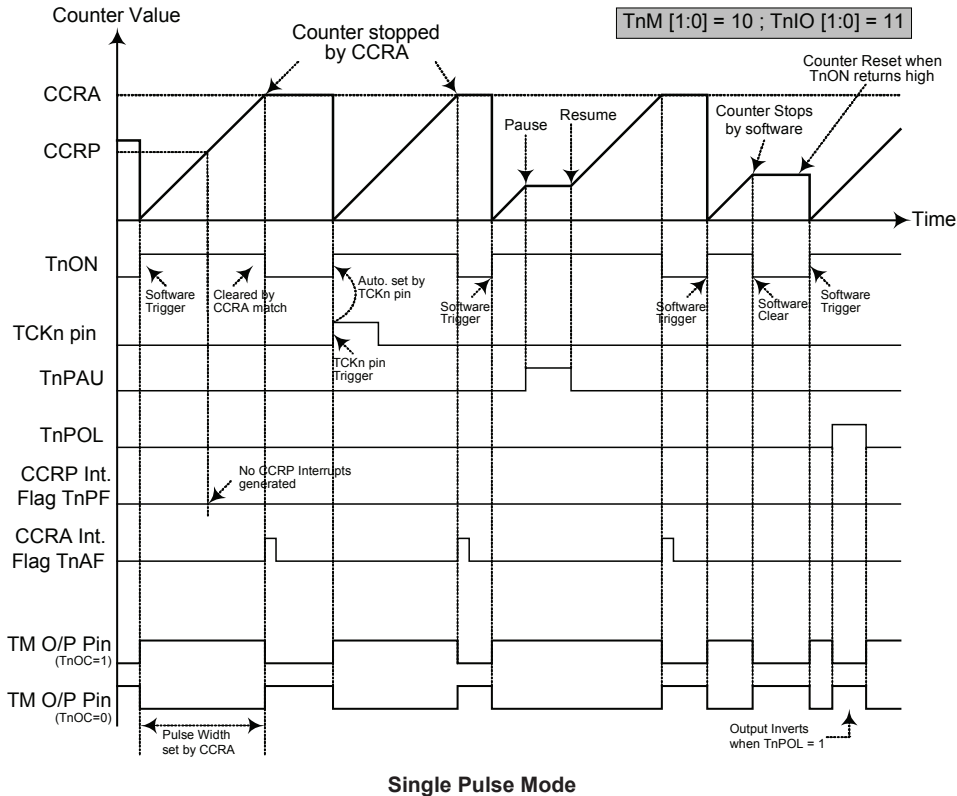 Counter Value
TnM [1:0] = 10 ; TnIO [1:0] = 11
Counter stopped
by CCRA
Counter Reset when
TnON returns high
CCRA
CCRP
Pause
Resume
Counter Stops
by software
Time
TnON
Software
Trigger
Cleared by
CCRA match
Auto. set by
TCKn pin
Software
Trigger
Software
Trigger
Software
Clear
Software
Trigger
TCKn pin
TCKn pin
Trigger
TnPAU
TnPOL
CCRP Int.
Flag TnPF
No CCRP Interrupts
generated
CCRA Int.
Flag TnAF
TM O/P Pin
(TnOC=1)
TM O/P Pin
(TnOC=0)
Pulse Width
set by CCRA
Output Inverts
when TnPOL = 1
Single Pulse Mode